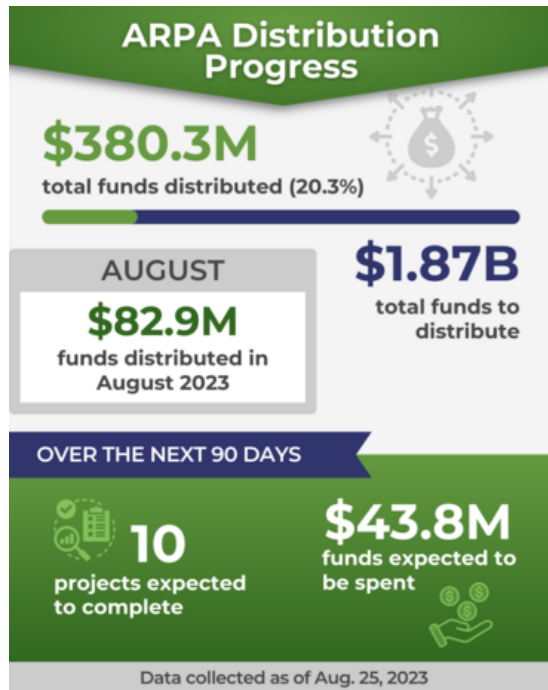 ARPA Distribution
Progress
$380.3M
total funds distributed (20.3%)
$
AUGUST
$82.9M
funds distributed in
August 2023
$1.87B
total funds to
distribute
OVER THE NEXT 90 DAYS
10
projects expected
to complete
$43.8M
funds expected to
be spent
$
$
$
Data collected as of Aug. 25, 2023